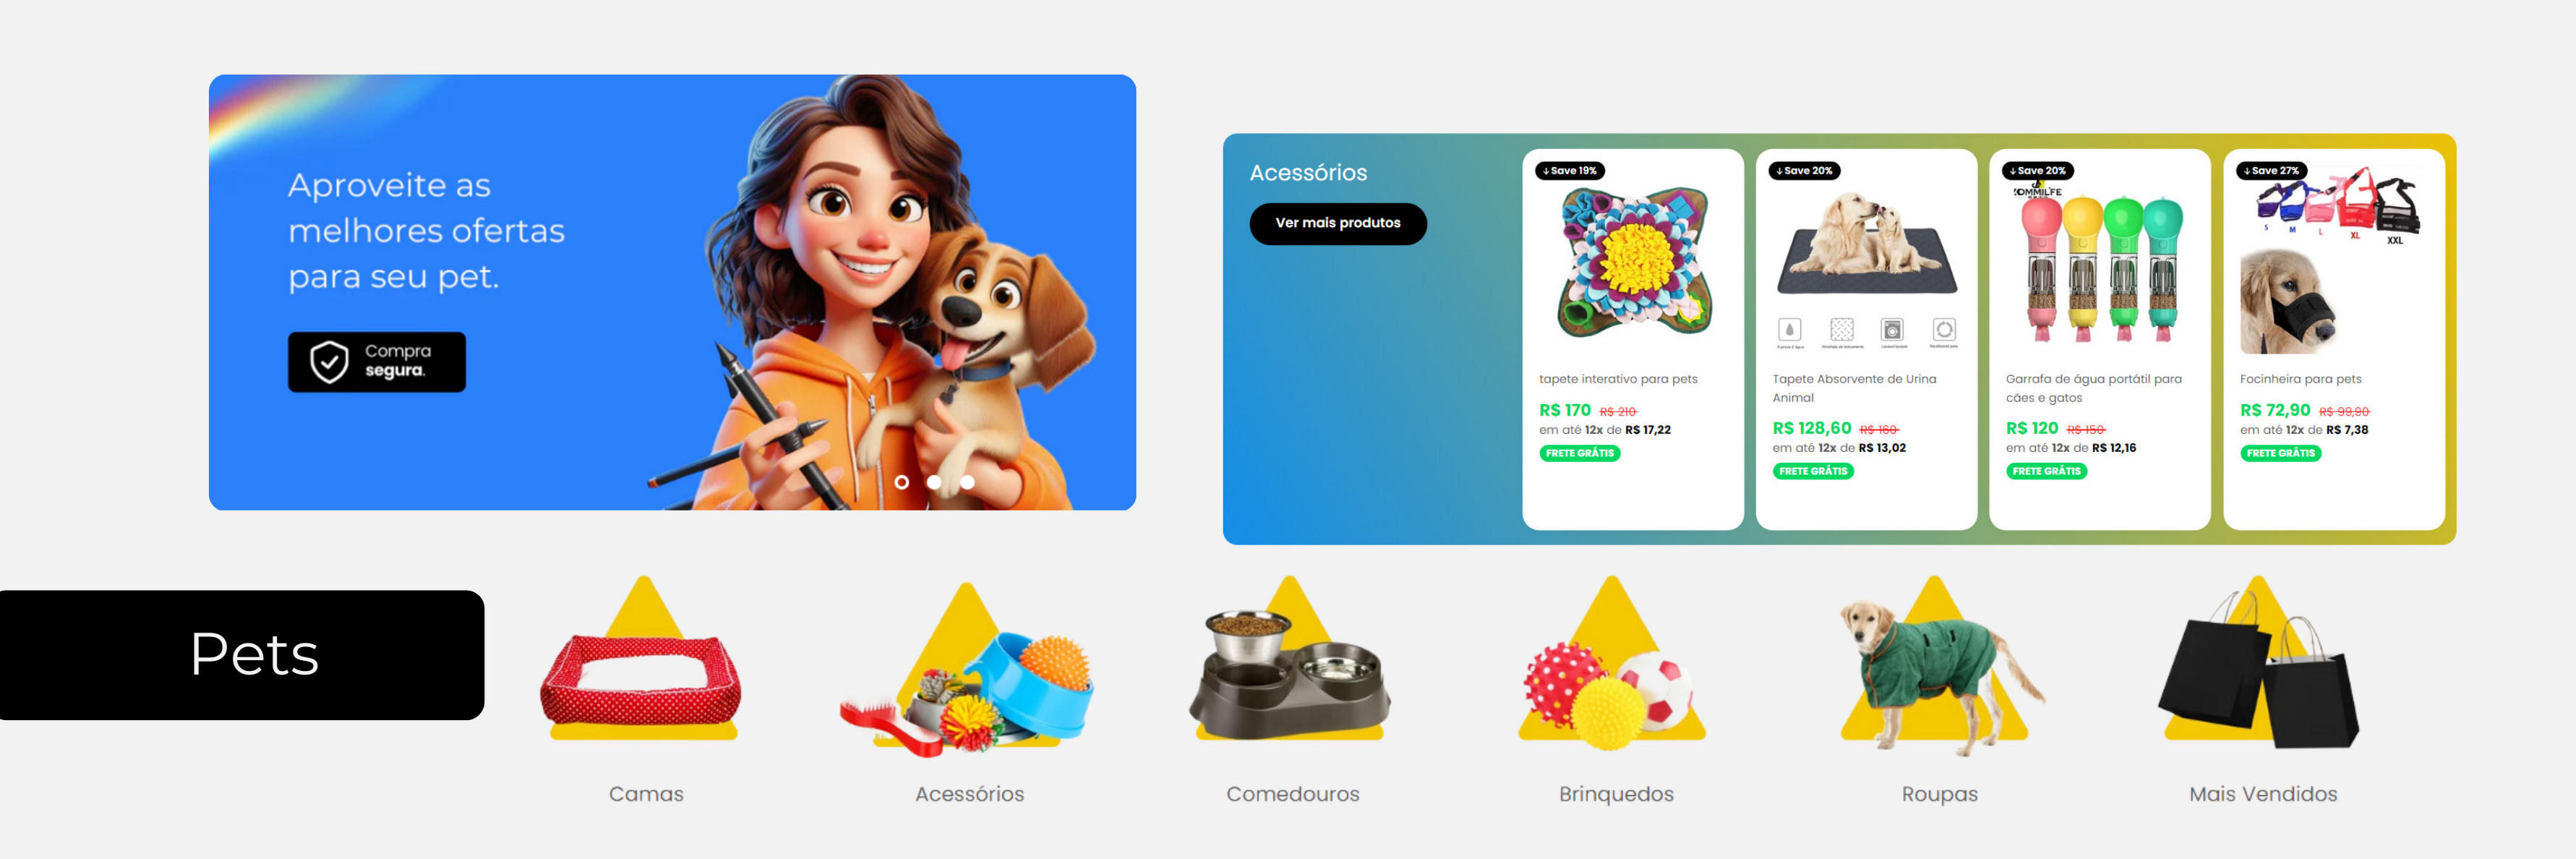 Aproveite as
melhores ofertas
para seu pet.
Compra
segura.
Acessórios
Ver mais produtos
↓ Save 19%
tapete interativo para pets
R$ 170 R$ 210
em até 12x de R$ 17,22
FRETE GRÁTIS
↓ Save 20%
Tapete Absorvente de Urina
Animal
R$ 128,60 R$ 160
em até 12x de R$ 13,02
FRETE GRÁTIS
↓ Save 20%
Garrafa de água portátil para
cães e gatos
R$ 120 R$ 150
em até 12x de R$ 12,16
FRETE GRÁTIS
↓ Save 27%
S M L XL XXL
Focinheira para pets
R$ 72,90 R$ 99,90
em até 12x de R$ 7,38
FRETE GRÁTIS
Pets
Camas
Acessórios
Comedouros
Brinquedos
Roupas
Mais Vendidos